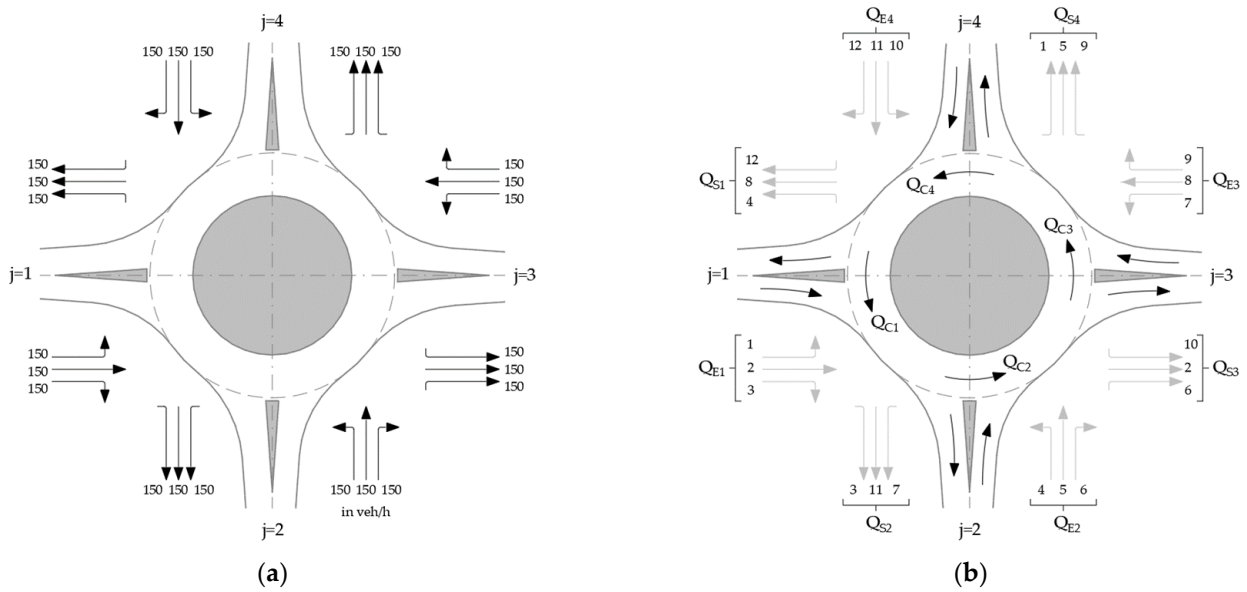 j=4
150 150 150
150 150 150
150
150
150
150
150
150
j=1
j=3
150
150
150
150
150
150
150 150 150
150 150 150
in veh/h
j=2
(a)
Q_E4
j=4
Q_S4
12 11 10
1 5 9
Q_S1
12
8
4
9
8
7
Q_E3
Q_C4
Q_C3
j=1
j=3
Q_C1
Q_C2
Q_E1
1
2
3
10
2
6
Q_S3
3 11 7
4 5 6
Q_S2
j=2
Q_E2
(b)